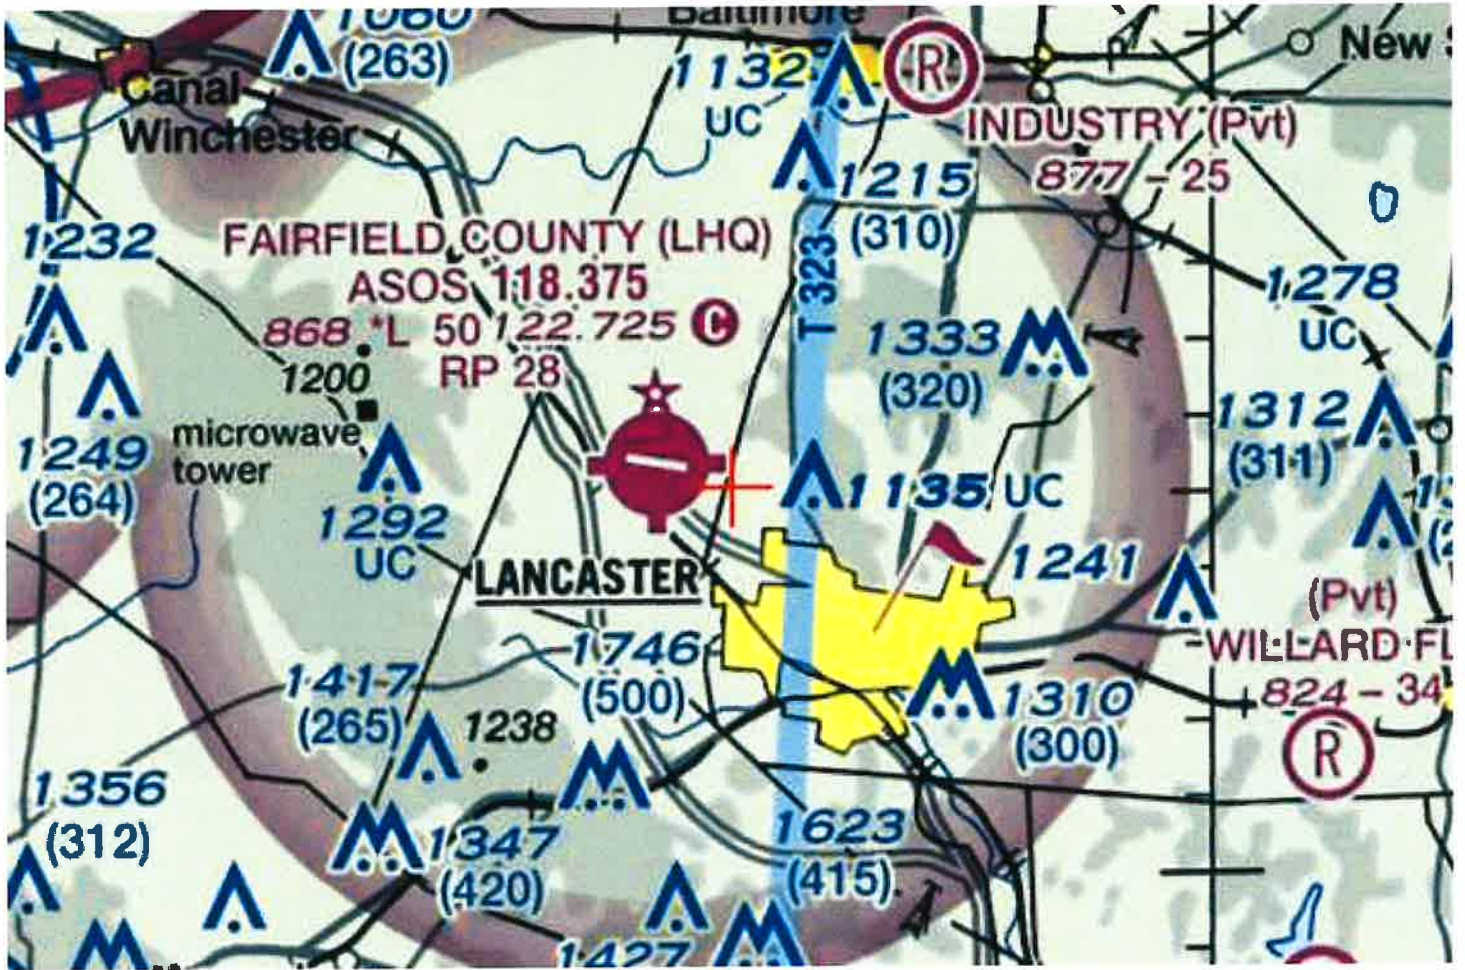 1080
(263)
Baltimore
1132
UC
R
New
Canal
Winchester
INDUSTRY (Pvt)
877 - 25
1215
(310)
1232
FAIRFIELD COUNTY (LHQ)
ASOS 118.375
868 *L 50 122.725 C
RP 28
T 323
1278
UC
1333
(320)
1200
microwave
tower
1249
(264)
1292
UC
1312
(311)
1135 UC
1241
LANCASTER
(Pvt)
WILLARD FL
824 - 34
R
1746
(500)
1417
(265)
1238
1310
(300)
1356
(312)
1347
(420)
1623
(415)
1427